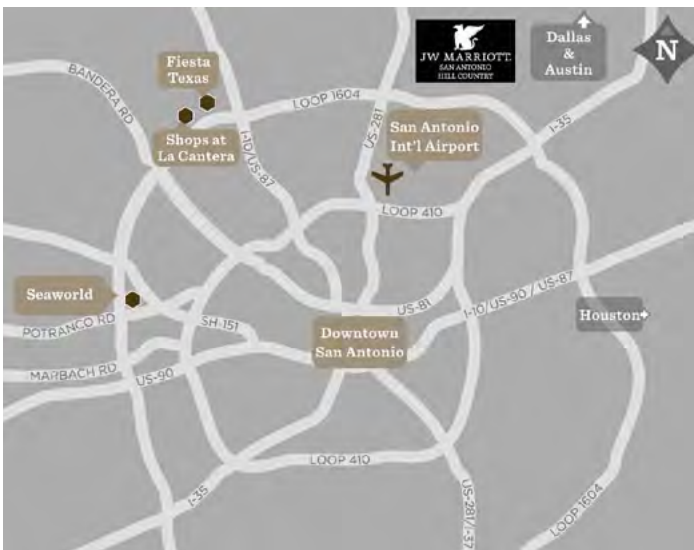 JW MARRIOTT
SAN ANTONIO
HILL COUNTRY
Dallas
&
Austin
N
Fiesta
Texas
BANDERA RD
LOOP 1604
I-35
US-281
San Antonio
Int'l Airport
Shops at
La Cantera
I-10/US-87
LOOP 410
Seaworld
US-81
I-10/US-90/US-87
Houston
POTRANCO RD
SH-151
Downtown
San Antonio
MARBACH RD
US-90
LOOP 410
I-35
US-281/I-37
LOOP 1604